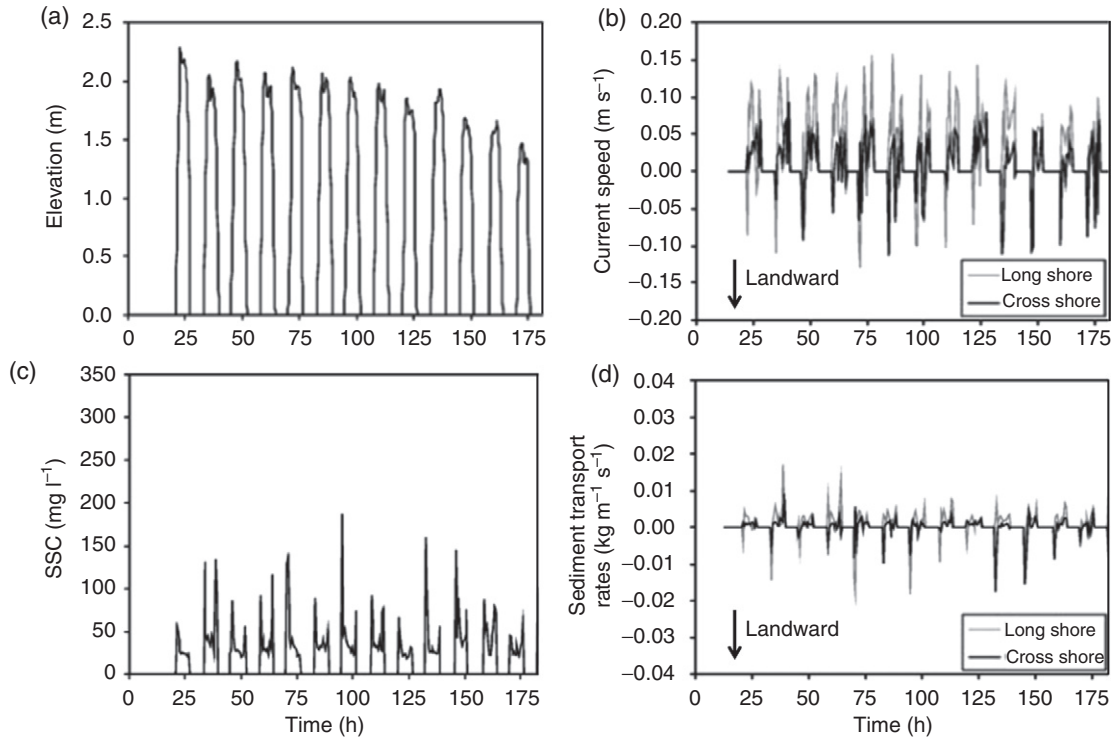 (a)
2.5
2.0
1.5
1.0
0.5
0.0
Elevation (m)
0 25 50 75 100 125 150 175
(b)
0.20
0.15
0.10
0.05
0.00
−0.05
−0.10
−0.15
−0.20
Current speed (m s−1)
Landward
Long shore
Cross shore
0 25 50 75 100 125 150 175
(c)
350
300
250
200
150
100
50
0
SSC (mg l−1)
0 25 50 75 100 125 150 175
Time (h)
(d)
0.04
0.03
0.02
0.01
0.00
−0.01
−0.02
−0.03
−0.04
Sediment transport
rates (kg m−1 s−1)
Landward
Long shore
Cross shore
0 25 50 75 100 125 150 175
Time (h)